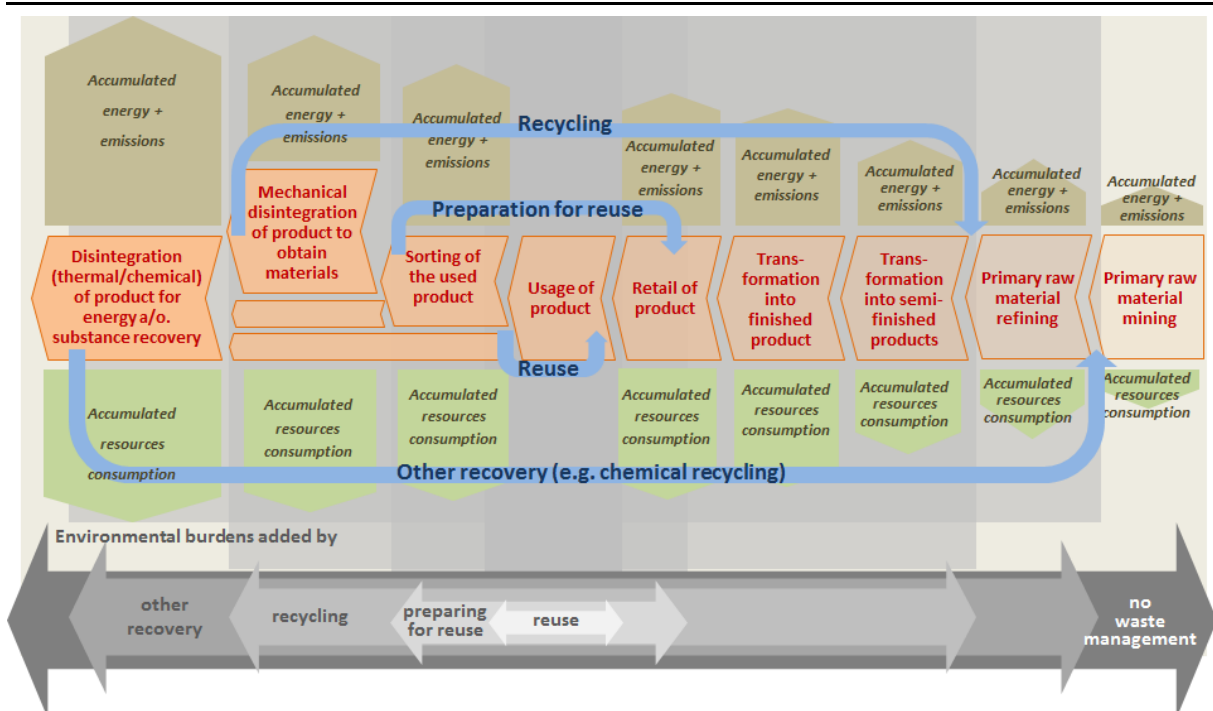 Accumulated
energy +
emissions
Accumulated
energy +
emissions
Accumulated
energy +
emissions
Accumulated
energy +
emissions
Accumulated
energy +
emissions
Accumulated
energy +
emissions
Accumulated
energy +
emissions
Accumulated
energy +
emissions
Recycling
Preparation for reuse
Disintegration
(thermal/chemical)
of product for
energy a/o.
substance recovery
Mechanical
disintegration
of product to
obtain
materials
Sorting of
the used
product
Usage of
product
Retail of
product
Trans-
formation
into
finished
product
Trans-
formation
into semi-
finished
products
Primary raw
material
refining
Primary raw
material
mining
Reuse
Accumulated
resources
consumption
Accumulated
resources
consumption
Accumulated
resources
consumption
Accumulated
resources
consumption
Accumulated
resources
consumption
Accumulated
resources
consumption
Accumulated
resources
consumption
Accumulated
resources
consumption
Other recovery (e.g. chemical recycling)
Environmental burdens added by
other
recovery
recycling
preparing
for reuse
reuse
no
waste
management